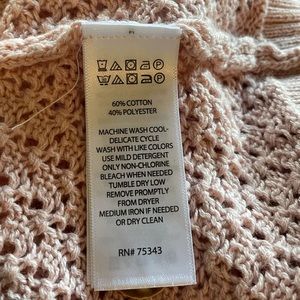 60% COTTON
40% POLYESTER
MACHINE WASH COOL-
DELICATE CYCLE
WASH WITH LIKE COLORS
USE MILD DETERGENT
ONLY NON-CHLORINE
BLEACH WHEN NEEDED
TUMBLE DRY LOW
REMOVE PROMPTLY
FROM DRYER
MEDIUM IRON IF NEEDED
OR DRY CLEAN
RN# 75343